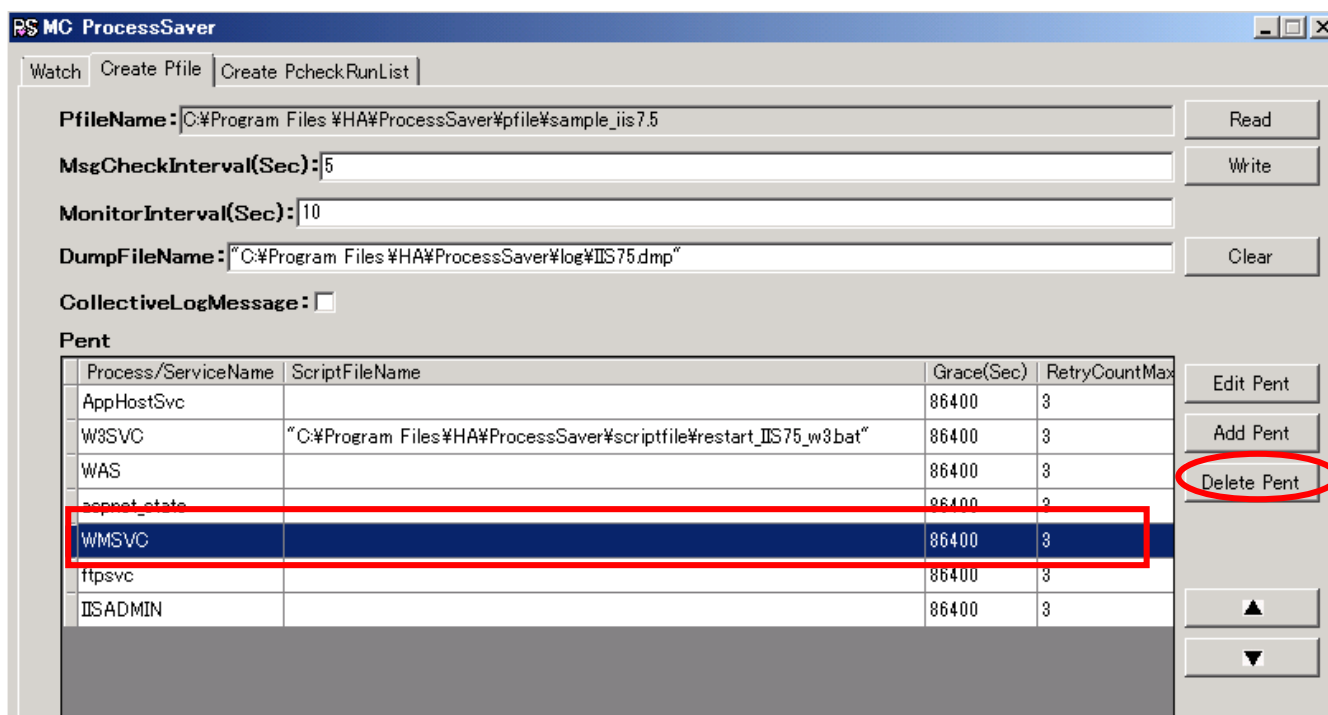 PS MC ProcessSaver
Watch Create Pfile Create PcheckRunList
PfileName: C:¥Program Files ¥HA¥ProcessSaver¥pfile¥sample_iis7.5 Read
MsgCheckInterval(Sec): 5 Write
MonitorInterval(Sec): 10
DumpFileName: "C:¥Program Files ¥HA¥ProcessSaver¥log¥IIS75.dmp" Clear
CollectiveLogMessage:
Pent
Process/ServiceName ScriptFileName Grace(Sec) RetryCountMax Edit Pent
AppHostSvc 86400 3
W3SVC "C:¥Program Files¥HA¥ProcessSaver¥scriptfile¥restart_IIS75_w3.bat" 86400 3 Add Pent
WAS 86400 3 Delete Pent
aspnet_state 86400 3
WMSVC 86400 3
ftpsvc 86400 3
IISADMIN 86400 3 ▲
▼